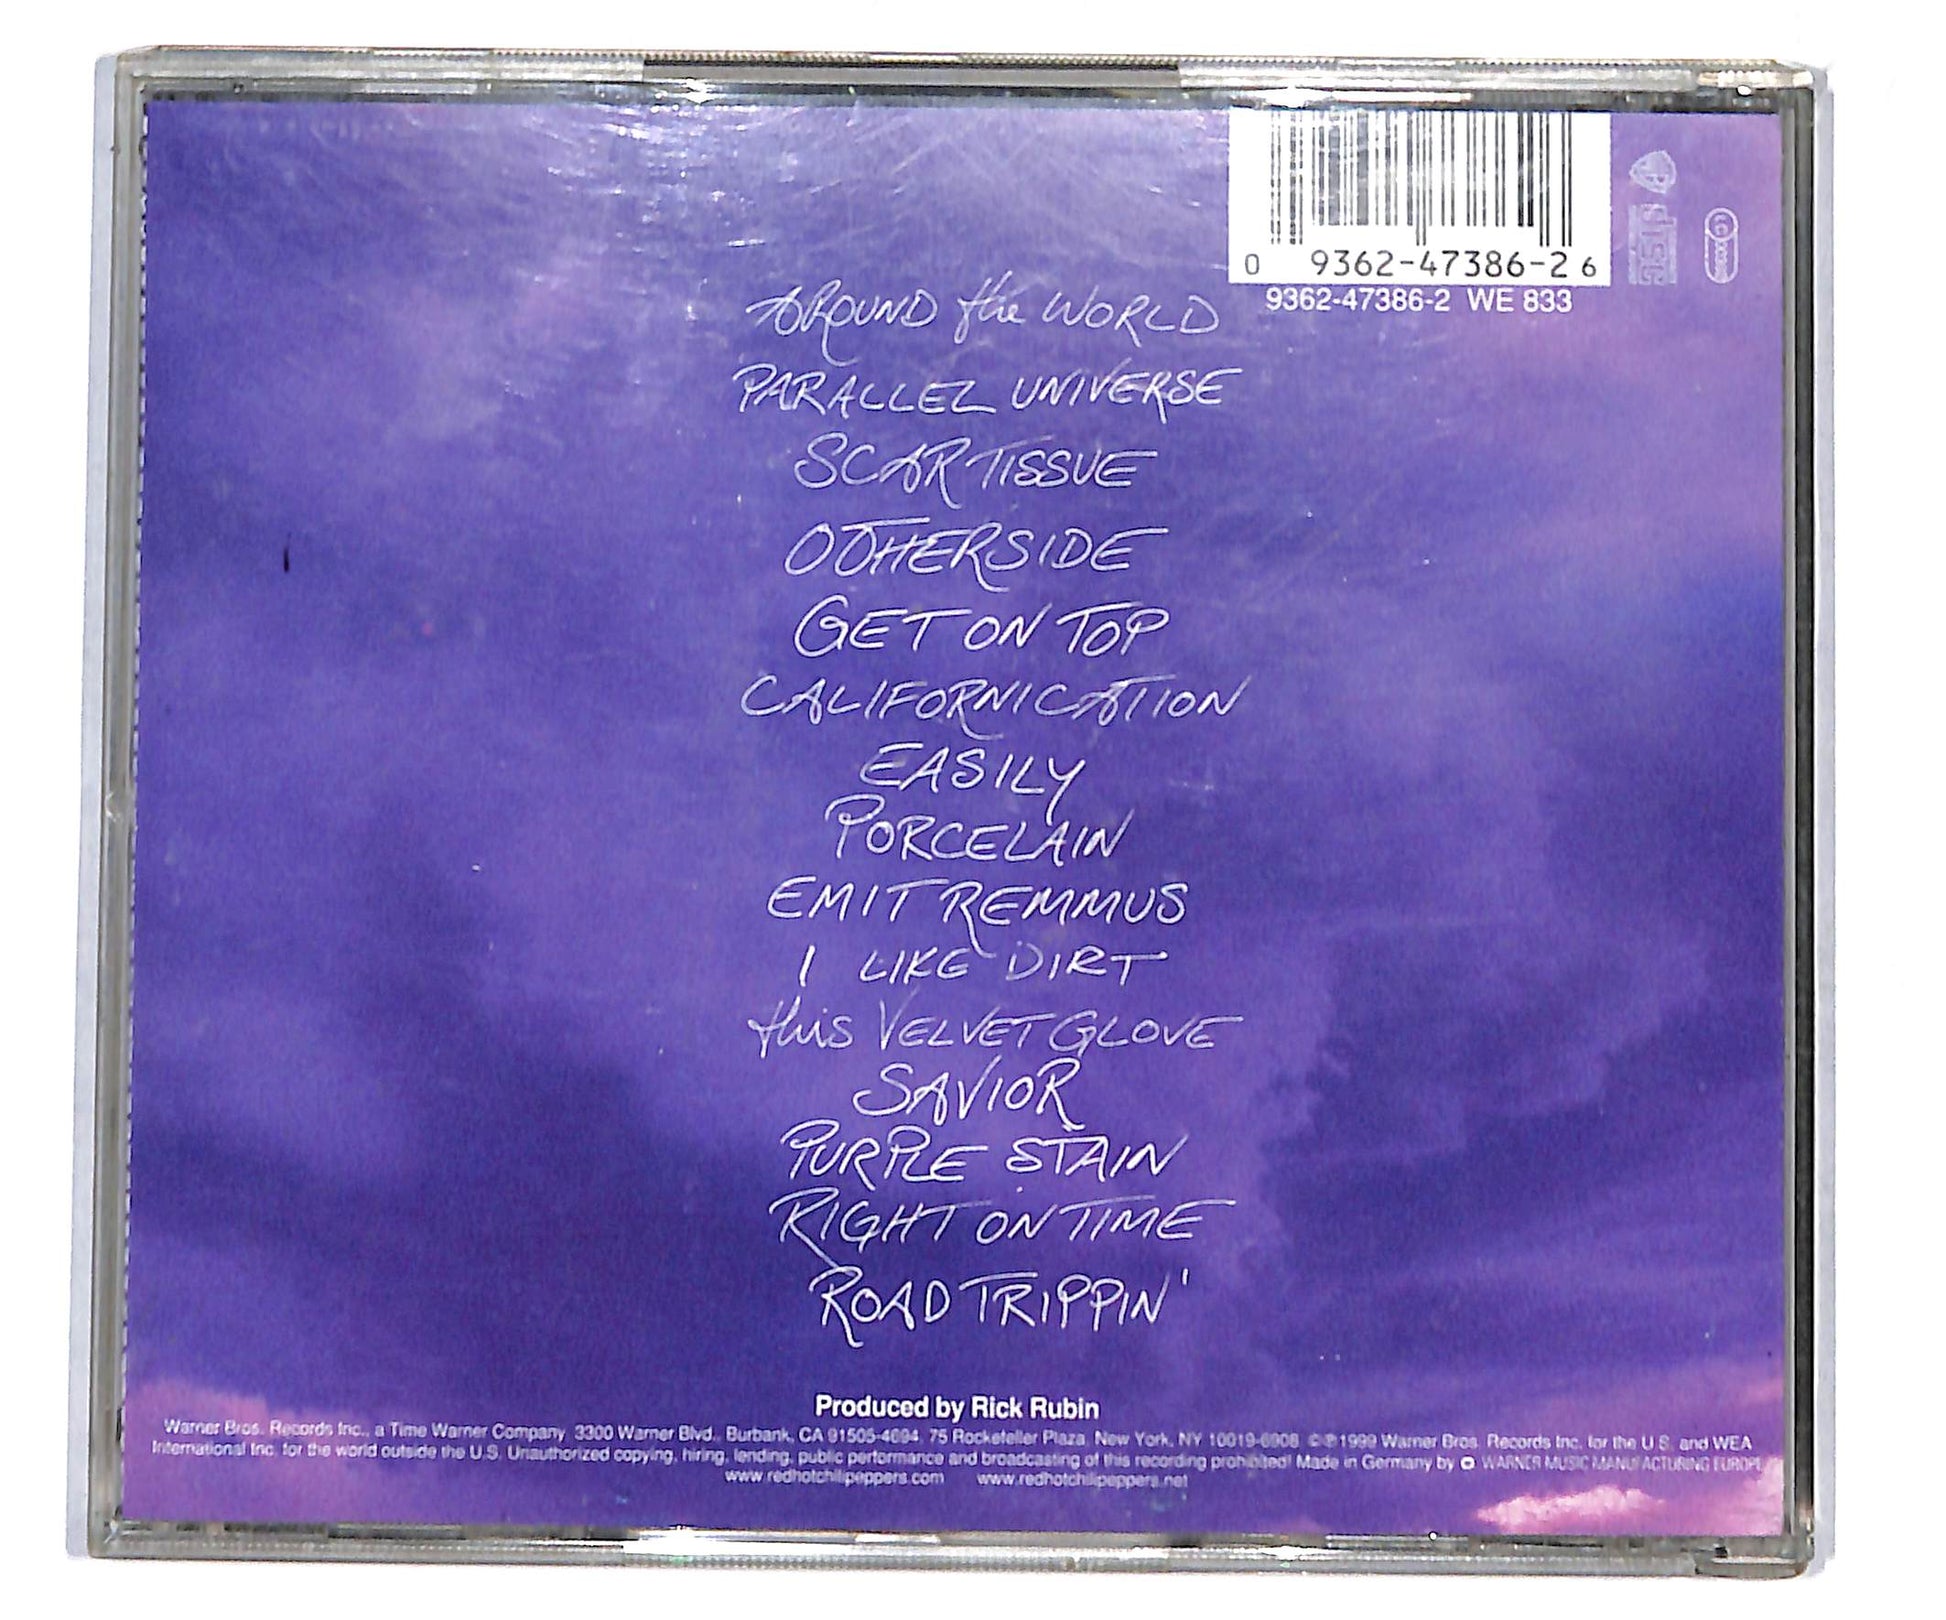 0 9362-47386-2 6
9362-47386-2 WE 833
disc
AROUND the WORLD
PARALLEL UNIVERSE
SCAR TISSUE
OTHERSIDE
GET ON TOP
CALIFORNICATION
EASILY
PORCELAIN
EMIT REMMUS
I LIKE DIRT
this VELVET GLOVE
SAVIOR
PURPLE STAIN
RIGHT ON TIME
ROAD TRIPPIN'
Produced by Rick Rubin
Warner Bros. Records Inc., a Time Warner Company. 3300 Warner Blvd., Burbank, CA 91505-4694. 75 Rockefeller Plaza, New York, NY 10019-6908. ©℗1999 Warner Bros. Records Inc. for the U.S. and WEA
International Inc. for the world outside the U.S. Unauthorized copying, hiring, lending, public performance and broadcasting of this recording prohibited! Made in Germany by WARNER MUSIC MANUFACTURING EUROPE
www.redhotchilipeppers.com www.redhotchilipeppers.net